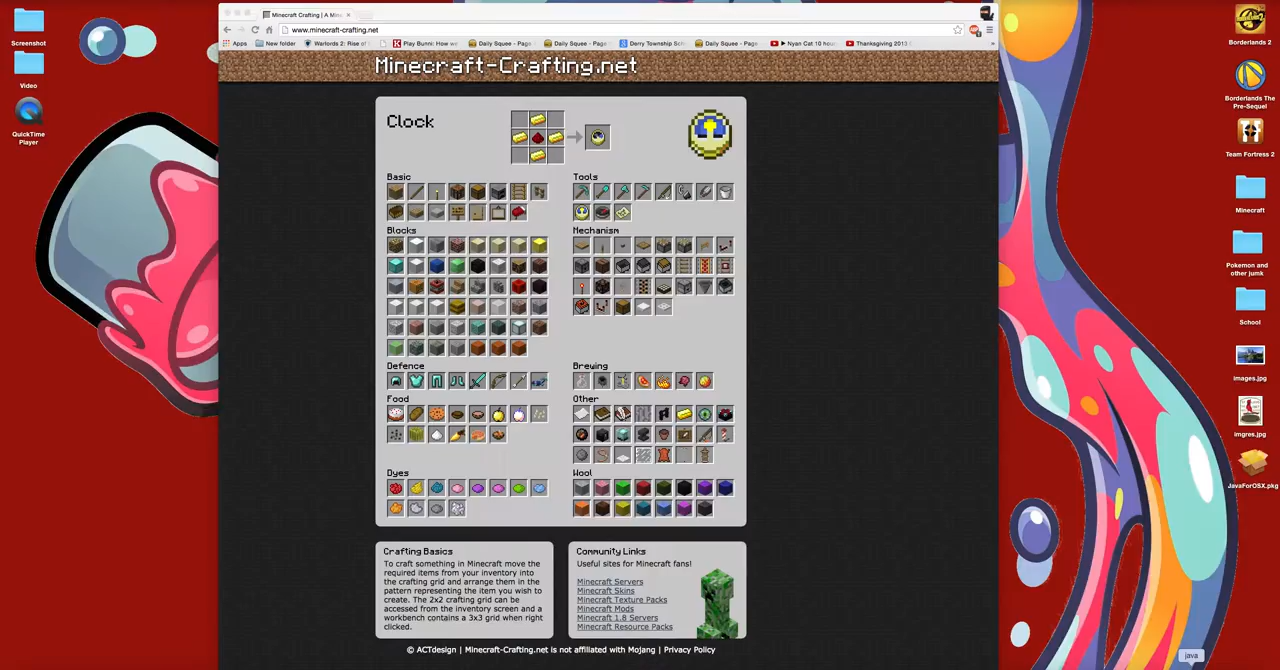 Screenshot
Video
QuickTime
Player
Minecraft Crafting | A Min
www.minecraft-crafting.net
Apps
New folder
Warlords 2: Rise of
Play Bunni: How we
Daily Squee - Page
Daily Squee - Page
Derry Township Sch
Daily Squee - Page
▶ Nyan Cat 10 hour
Thanksgiving 2013
Minecraft-Crafting.net
Clock
Basic
Tools
Blocks
Mechanism
Defence
Brewing
Food
Other
Dyes
Wool
Crafting Basics
To craft something in Minecraft move the
required items from your inventory into
the crafting grid and arrange them in the
pattern representing the item you wish to
create. The 2x2 crafting grid can be
accessed from the inventory screen and a
workbench contains a 3x3 grid when right
clicked.
Community Links
Useful sites for Minecraft fans!
Minecraft Servers
Minecraft Skins
Minecraft Texture Packs
Minecraft Mods
Minecraft 1.8 Servers
Minecraft Resource Packs
© ACTdesign | Minecraft-Crafting.net is not affiliated with Mojang | Privacy Policy
Borderlands 2
Borderlands The
Pre-Sequel
Team Fortress 2
Minecraft
Pokemon and
other junk
School
images.jpg
imgres.jpg
JavaForOSX.pkg
java